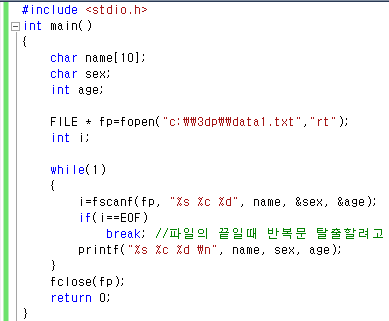 #include <stdio.h>
int main()
{
char name[10];
char sex;
int age;
FILE * fp=fopen("c:₩₩3dp₩₩data1.txt","rt");
int i;
while(1)
{
i=fscanf(fp, "%s %c %d", name, &sex, &age);
if(i==EOF)
break; //파일의 끝일때 반복문 탈출할려고
printf("%s %c %d ₩n", name, sex, age);
}
fclose(fp);
return 0;
}